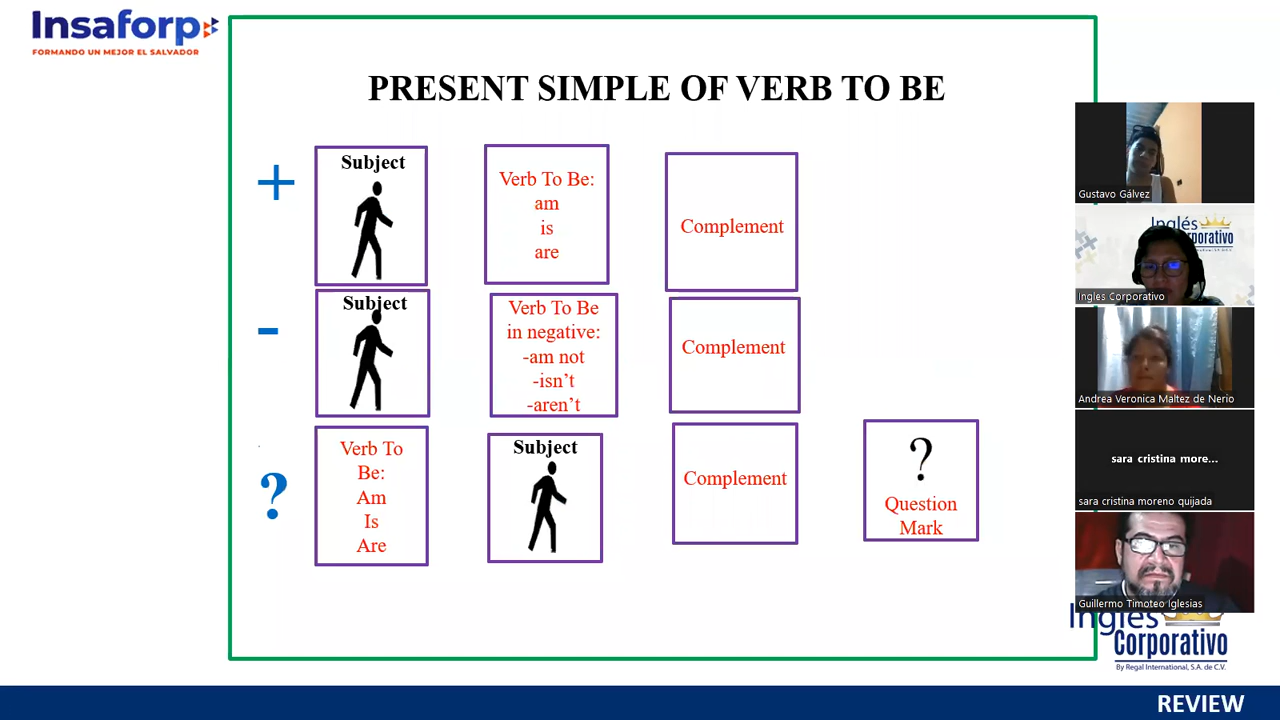 Insaforp
FORMANDO UN MEJOR EL SALVADOR
PRESENT SIMPLE OF VERB TO BE
+
Subject
Verb To Be:
am
is
are
Complement
-
Subject
Verb To Be
in negative:
-am not
-isn't
-aren't
Complement
?
Verb To
Be:
Am
Is
Are
Subject
Complement
?
Question
Mark
Gustavo Gálvez
Inglés
Corporativo
Ingles Corporativo
Andrea Veronica Maltez de Nerio
sara cristina more...
sara cristina moreno quijada
Guillermo Timoteo Iglesias
Inglés
Corporativo
By Regal International, S.A. de C.V.
REVIEW